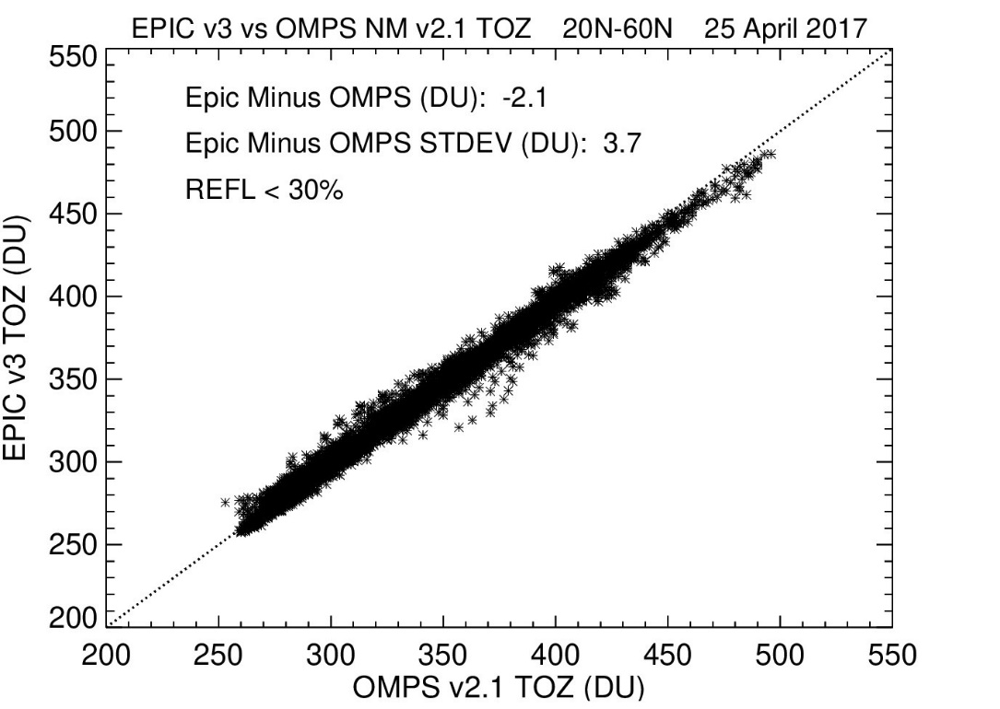 EPIC v3 vs OMPS NM v2.1 TOZ 20N-60N 25 April 2017
Epic Minus OMPS (DU): -2.1
Epic Minus OMPS STDEV (DU): 3.7
REFL < 30%
EPIC v3 TOZ (DU)
550
500
450
400
350
300
250
200
200 250 300 350 400 450 500 550
OMPS v2.1 TOZ (DU)